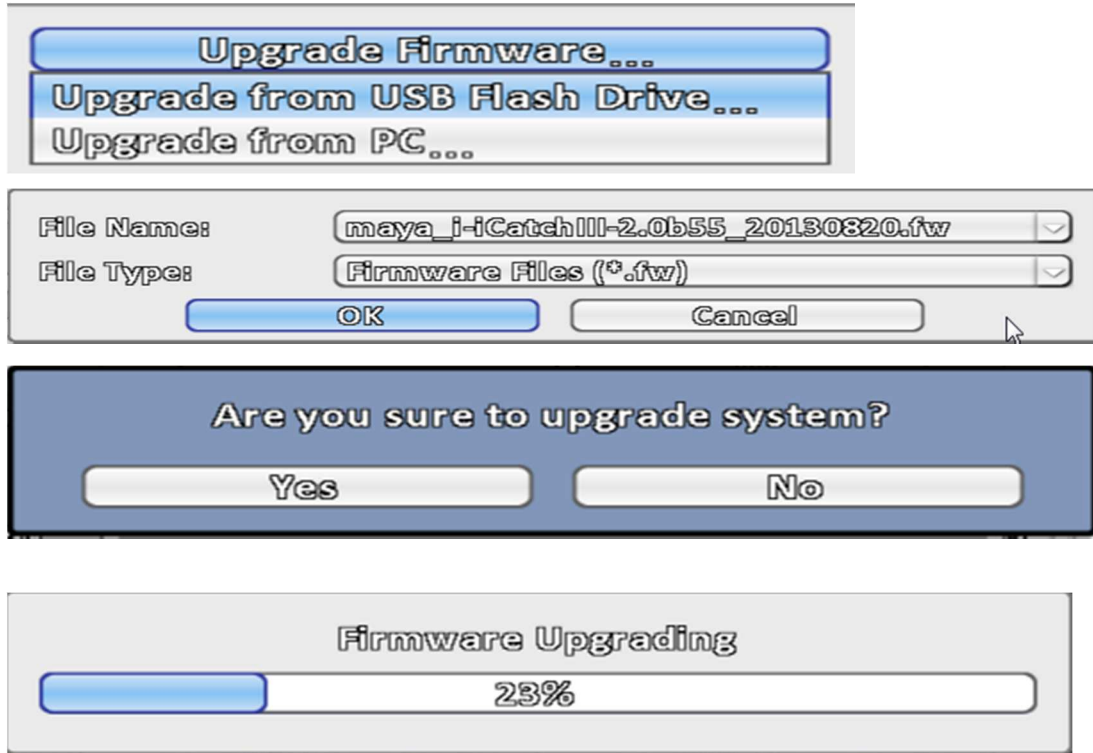 Upgrade Firmware...
Upgrade from USB Flash Drive...
Upgrade from PC...
File Name: maya_i-iCatchIII-2.0b55_20130820.fw
File Type: Firmware Files (*.fw)
OK Cancel
Are you sure to upgrade system?
Yes No
Firmware Upgrading
23%